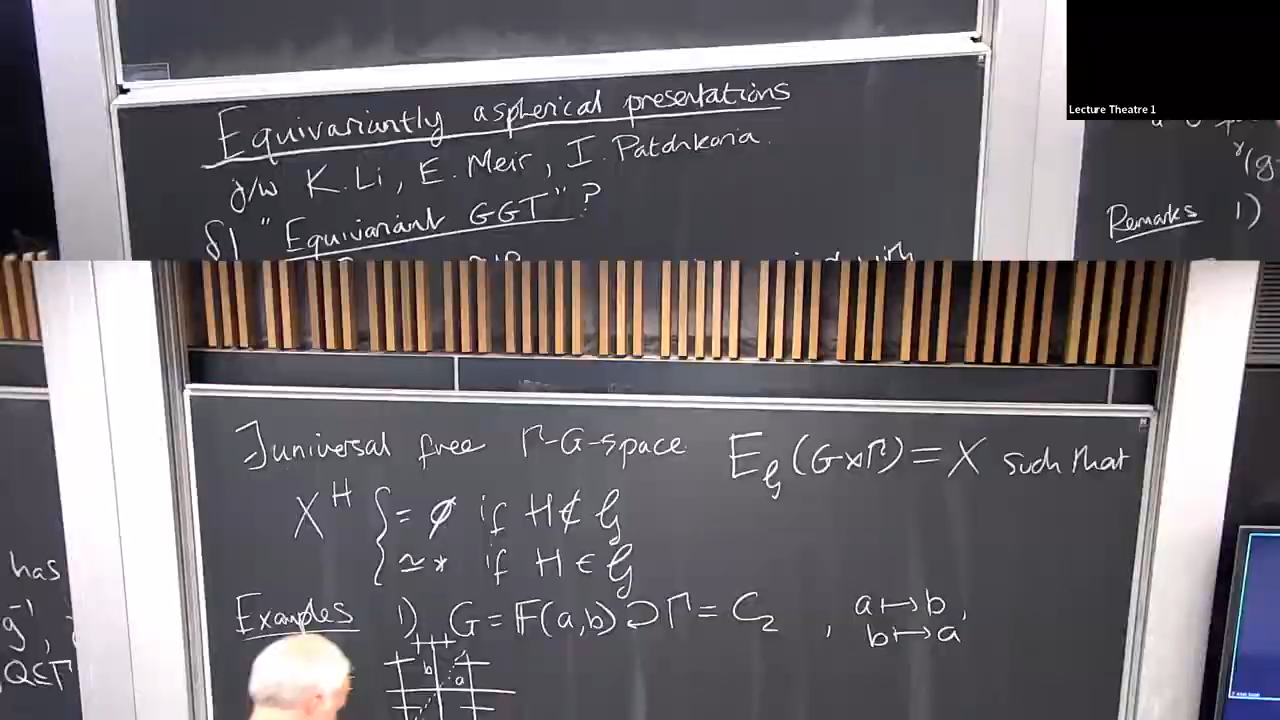 Equivariantly aspherical presentations
j/w K. Li, E. Meir, I. Patchkoria.
§1 "Equivariant GGT"?
Lecture Theatre 1
Remarks 1)
∃ universal free Γ-G-space E_𝒢(G⋊Γ) = X such that
X^H { = ∅ if H ∉ 𝒢
≃ * if H ∈ 𝒢
Examples 1) G = F(a,b) ⊃ Γ = C₂ , a ↦ b,
b ↦ a
b
a
has
g⁻¹
Q⊂Γ